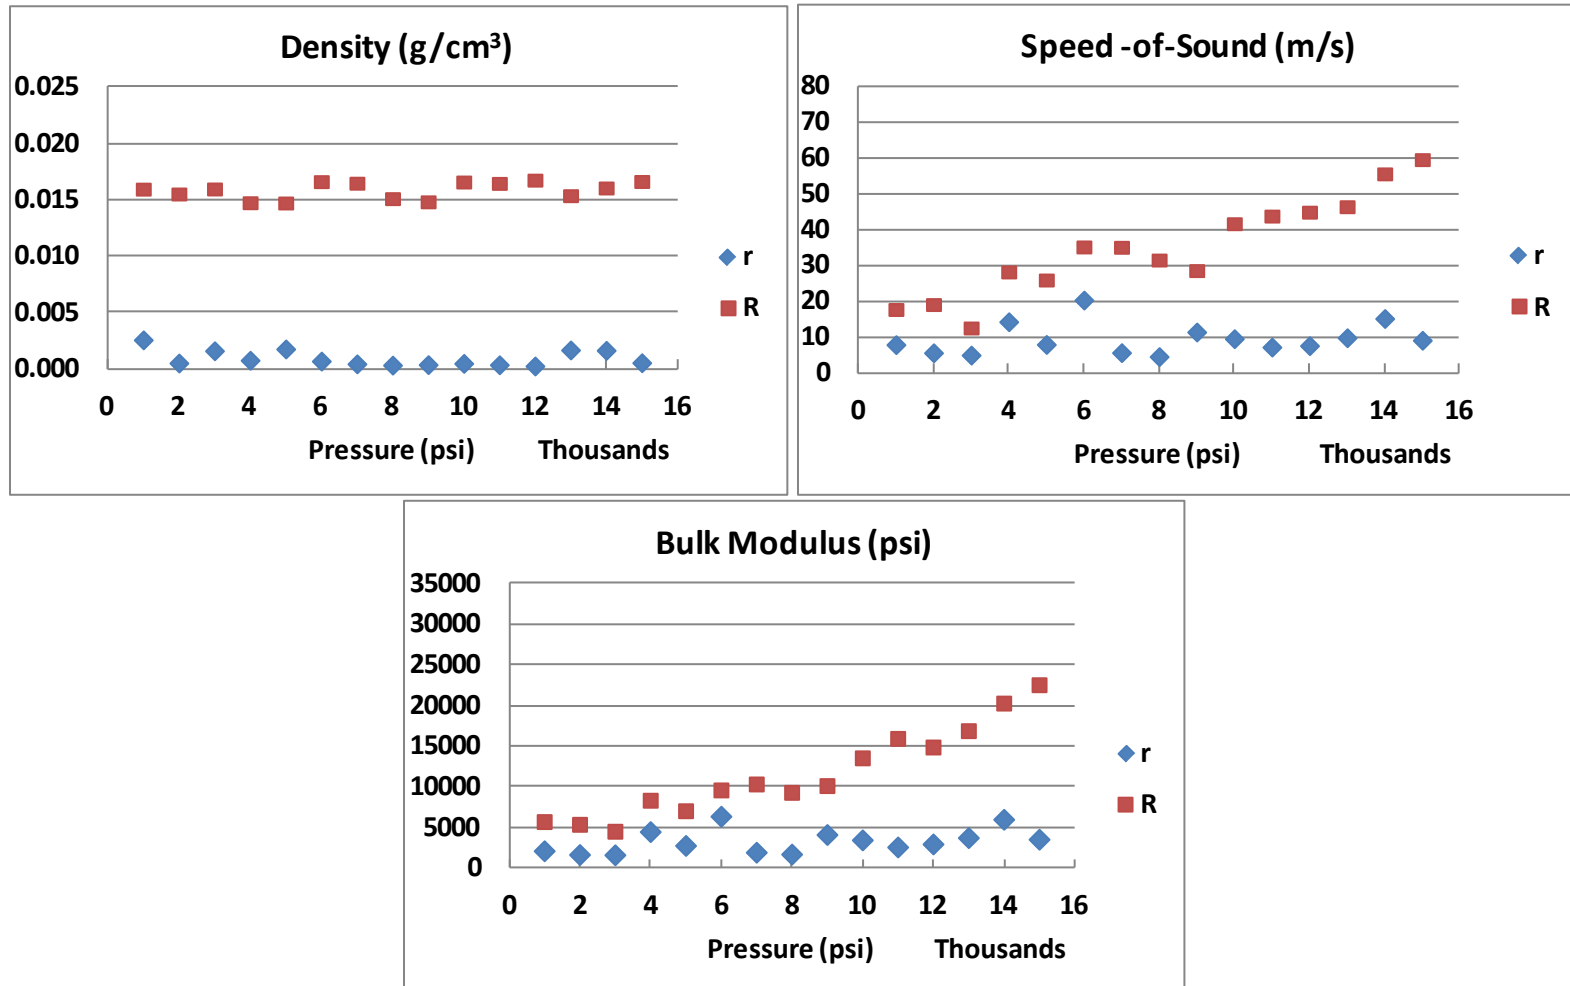 Density (g/cm³)
0.025
0.020
0.015
0.010
0.005
0.000
0 2 4 6 8 10 12 14 16
Pressure (psi) Thousands
r
R
Speed -of-Sound (m/s)
80
70
60
50
40
30
20
10
0
0 2 4 6 8 10 12 14 16
Pressure (psi) Thousands
r
R
Bulk Modulus (psi)
35000
30000
25000
20000
15000
10000
5000
0
0 2 4 6 8 10 12 14 16
Pressure (psi) Thousands
r
R